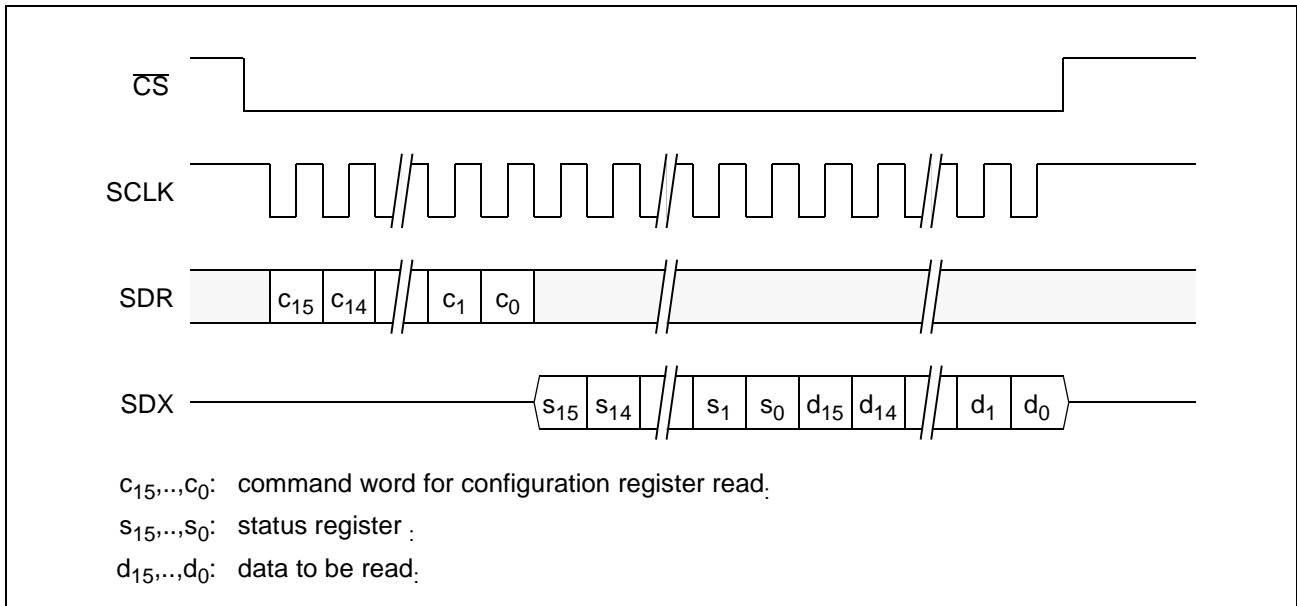 C̅S̅
SCLK
SDR c₁₅ c₁₄ c₁ c₀
SDX s₁₅ s₁₄ s₁ s₀ d₁₅ d₁₄ d₁ d₀
c₁₅,..,c₀: command word for configuration register read:
s₁₅,..,s₀: status register :
d₁₅,..,d₀: data to be read: